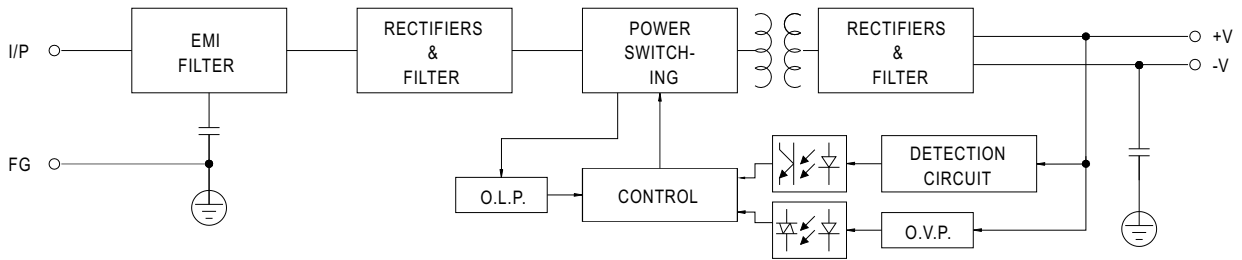 I/P
EMI
FILTER
RECTIFIERS
&
FILTER
POWER
SWITCH-
ING
RECTIFIERS
&
FILTER
+V
-V
FG
O.L.P.
CONTROL
DETECTION
CIRCUIT
O.V.P.